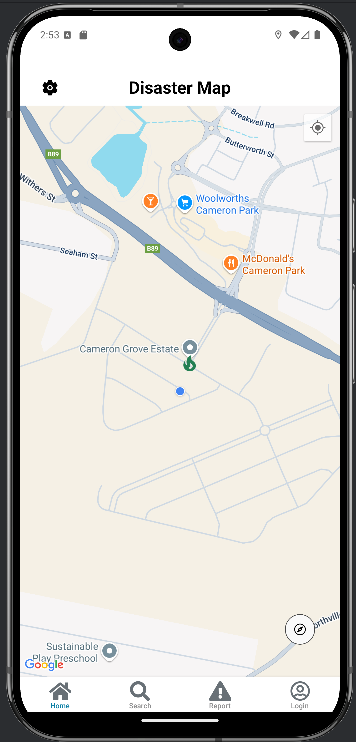 2:53
Disaster Map
Breakwell Rd
Butterworth St
B89
Withers St
Woolworths
Cameron Park
Seaham St
B89
McDonald's
Cameron Park
Cameron Grove Estate
Sustainable
Play Preschool
Google
Home
Search
Report
Login